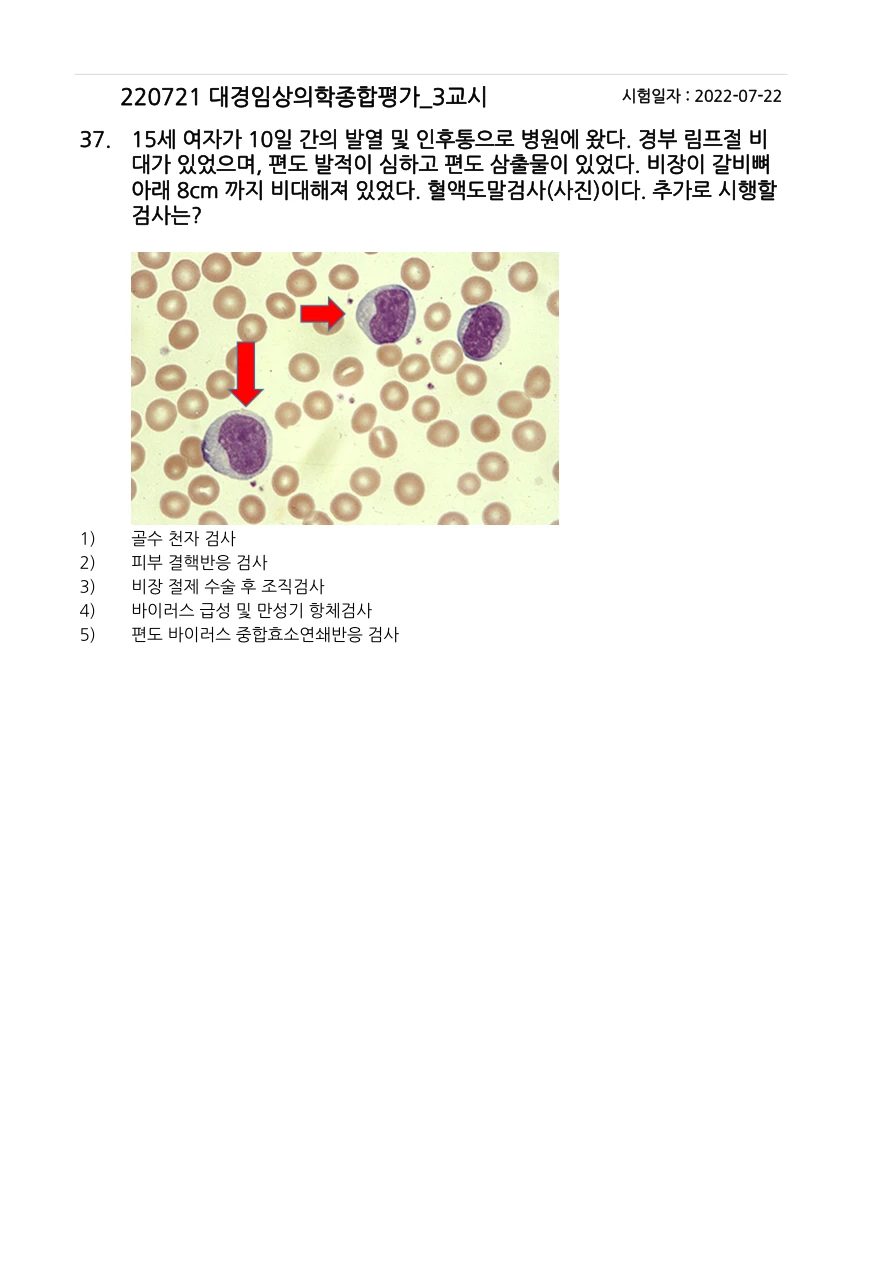 220721 대경임상의학종합평가_3교시
시험일자 : 2022-07-22
37. 15세 여자가 10일 간의 발열 및 인후통으로 병원에 왔다. 경부 림프절 비
대가 있었으며, 편도 발적이 심하고 편도 삼출물이 있었다. 비장이 갈비뼈
아래 8cm 까지 비대해져 있었다. 혈액도말검사(사진)이다. 추가로 시행할
검사는?
1) 골수 천자 검사
2) 피부 결핵반응 검사
3) 비장 절제 수술 후 조직검사
4) 바이러스 급성 및 만성기 항체검사
5) 편도 바이러스 중합효소연쇄반응 검사